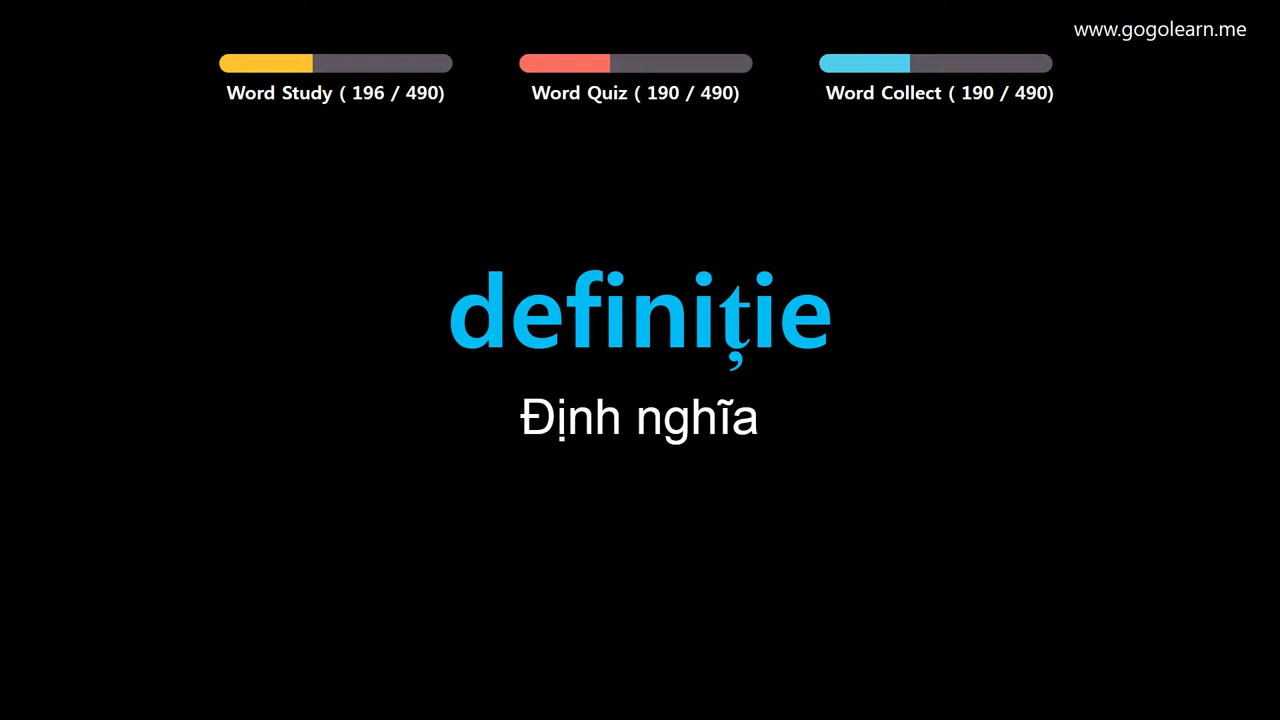 www.gogolearn.me
Word Study ( 196 / 490)
Word Quiz ( 190 / 490)
Word Collect ( 190 / 490)
definiție
Định nghĩa